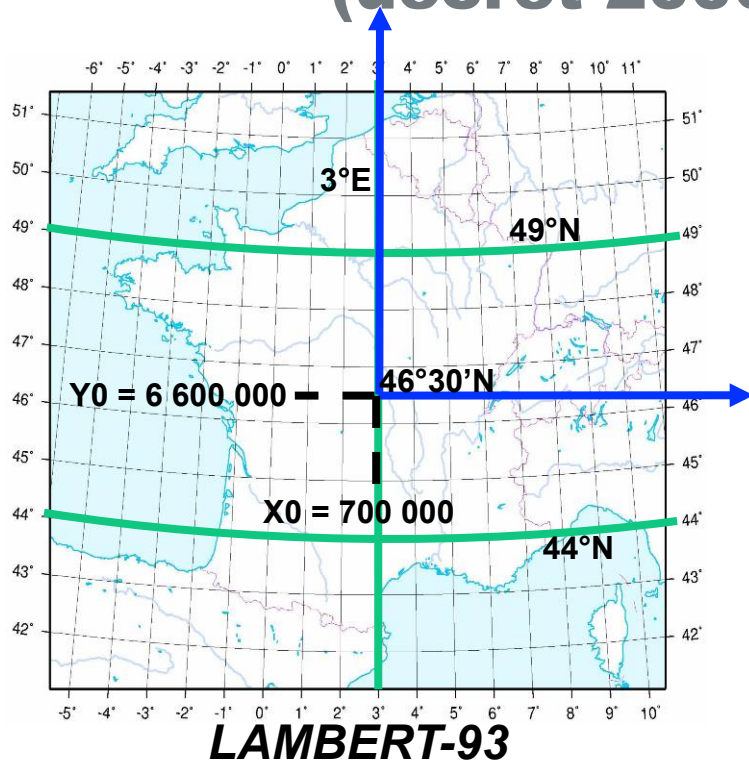 -6° -5° -4° -3° -2° -1° 0° 1° 2° 3° 4° 5° 6° 7° 8° 9° 10° 11°
51° 51°
50° 3°E 50°
49° 49°N 49°
48° 48°
47° 47°
46°30'N
46° Y0 = 6 600 000 46°
45° 45°
44° X0 = 700 000 44°
44°N
43° 43°
42° 42°
-5° -4° -3° -2° -1° 0° 1° 2° 3° 4° 5° 6° 7° 8° 9° 10°
LAMBERT-93